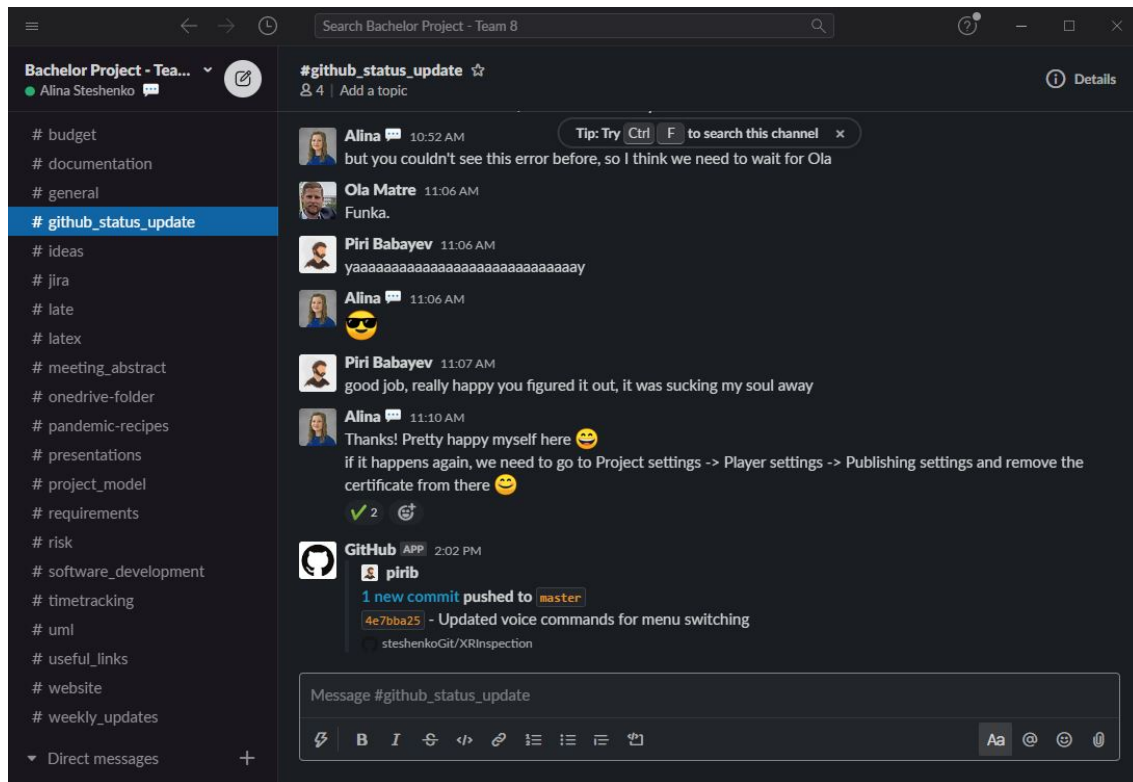 Search Bachelor Project - Team 8
Bachelor Project - Tea...
Alina Steshenko
# budget
# documentation
# general
# github_status_update
# ideas
# jira
# late
# latex
# meeting_abstract
# onedrive-folder
# pandemic-recipes
# presentations
# project_model
# requirements
# risk
# software_development
# timetracking
# uml
# useful_links
# website
# weekly_updates
Direct messages
#github_status_update
4 | Add a topic
Details
Tip: Try Ctrl F to search this channel
Alina 10:52 AM
but you couldn't see this error before, so I think we need to wait for Ola
Ola Matre 11:06 AM
Funka.
Piri Babayev 11:06 AM
yaaaaaaaaaaaaaaaaaaaaaaaaaaaay
Alina 11:06 AM
Piri Babayev 11:07 AM
good job, really happy you figured it out, it was sucking my soul away
Alina 11:10 AM
Thanks! Pretty happy myself here 😄
if it happens again, we need to go to Project settings -> Player settings -> Publishing settings and remove the
certificate from there 😊
2
GitHub APP 2:02 PM
pirib
1 new commit pushed to master
4e7bba25 - Updated voice commands for menu switching
steshenkoGit/XRInspection
Message #github_status_update
B I S </>
Aa @